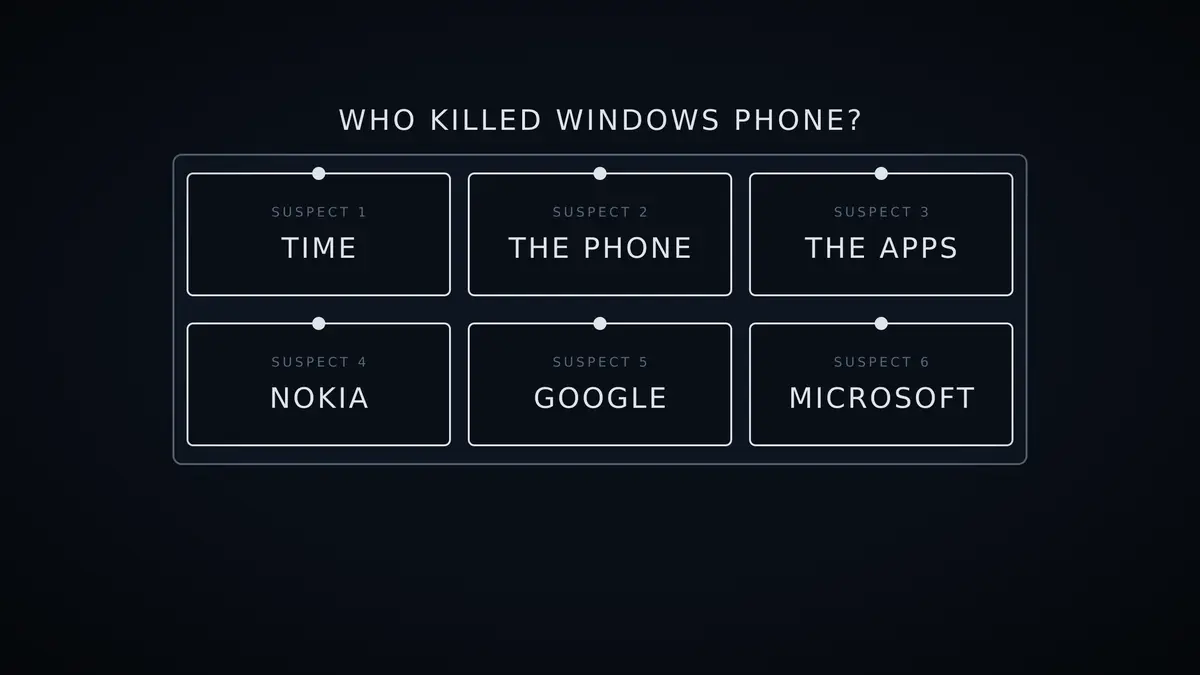 WHO KILLED WINDOWS PHONE?
SUSPECT 1
TIME
SUSPECT 2
THE PHONE
SUSPECT 3
THE APPS
SUSPECT 4
NOKIA
SUSPECT 5
GOOGLE
SUSPECT 6
MICROSOFT